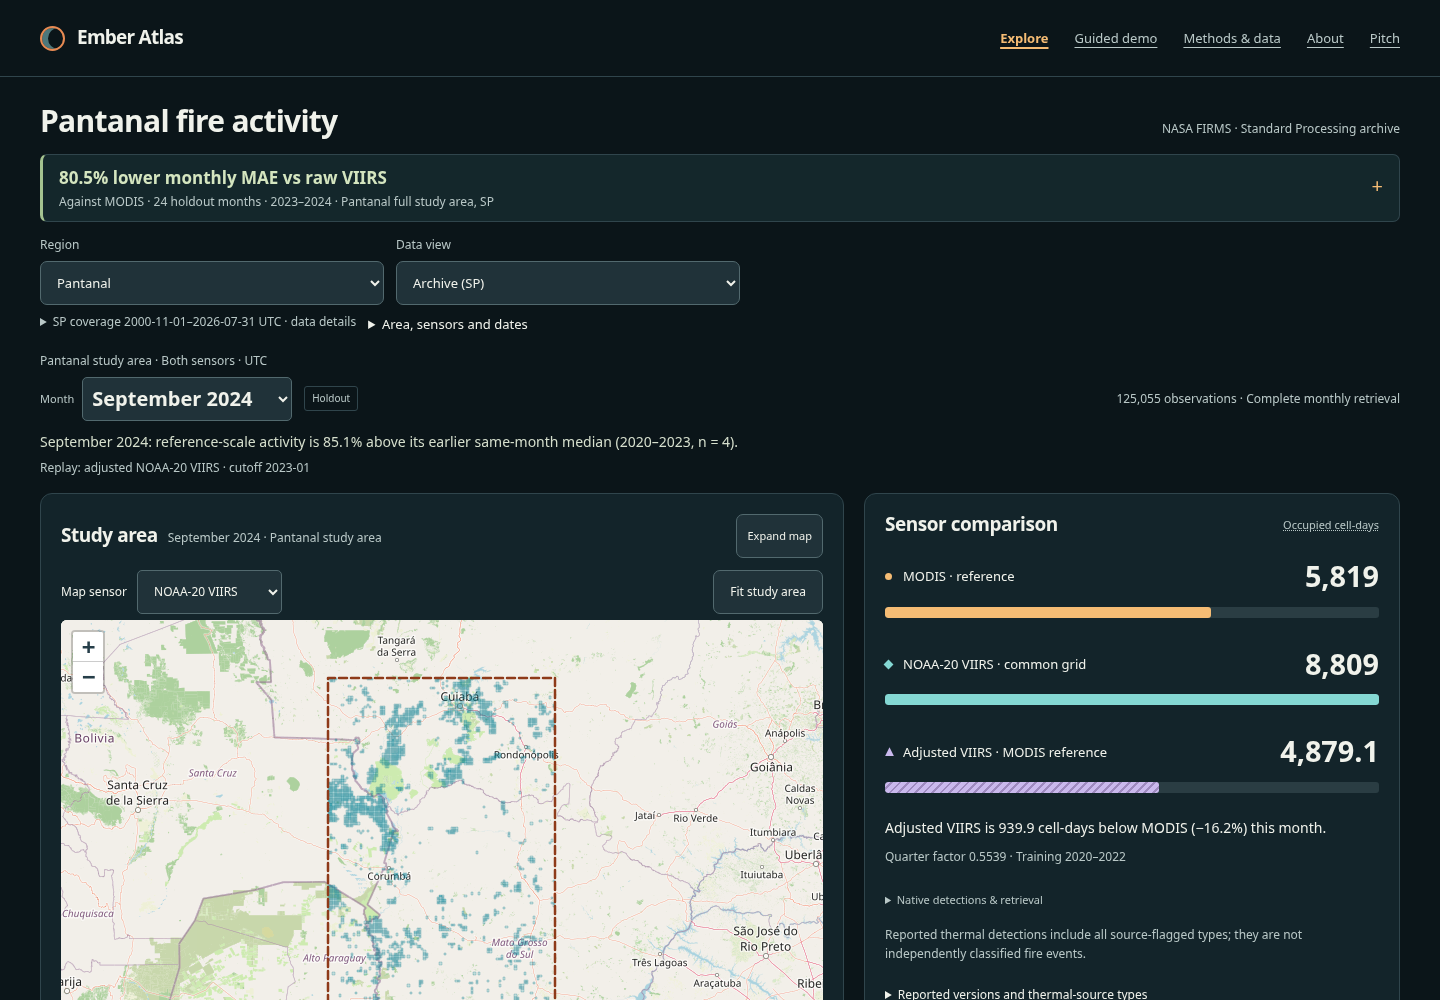 Ember Atlas
Explore
Guided demo
Methods & data
About
Pitch
Pantanal fire activity
NASA FIRMS · Standard Processing archive
80.5% lower monthly MAE vs raw VIIRS
Against MODIS · 24 holdout months · 2023–2024 · Pantanal full study area, SP
+
Region
Data view
Pantanal
Archive (SP)
SP coverage 2000-11-01–2026-07-31 UTC · data details
Area, sensors and dates
Pantanal study area · Both sensors · UTC
Month
September 2024
Holdout
125,055 observations · Complete monthly retrieval
September 2024: reference-scale activity is 85.1% above its earlier same-month median (2020–2023, n = 4).
Replay: adjusted NOAA-20 VIIRS · cutoff 2023-01
Study area
September 2024 · Pantanal study area
Expand map
Map sensor
NOAA-20 VIIRS
Fit study area
+
−
Tangará
da Serra
da
Cuiabá
Br
Goiás
Anápolis
Bolivia
Rondonópolis
Santa Cruz
Goiânia
Santa Cruz
de la Sierra
Caldas
Novas
Jataí
Rio Verde
Itumbiara
Ca
Uberlâ
Corumbá
Ituiutaba
Ub
Chuquisaca
São José do
Rio Preto
Mato Grosso
do Sul
Alto Paraguay
Três Lagoas
Araçatuba
Ribe
arija
Sensor comparison
Occupied cell-days
MODIS · reference
5,819
NOAA-20 VIIRS · common grid
8,809
Adjusted VIIRS · MODIS reference
4,879.1
Adjusted VIIRS is 939.9 cell-days below MODIS (−16.2%) this month.
Quarter factor 0.5539 · Training 2020–2022
Native detections & retrieval
Reported thermal detections include all source-flagged types; they are not
independently classified fire events.
Reported versions and thermal-source types